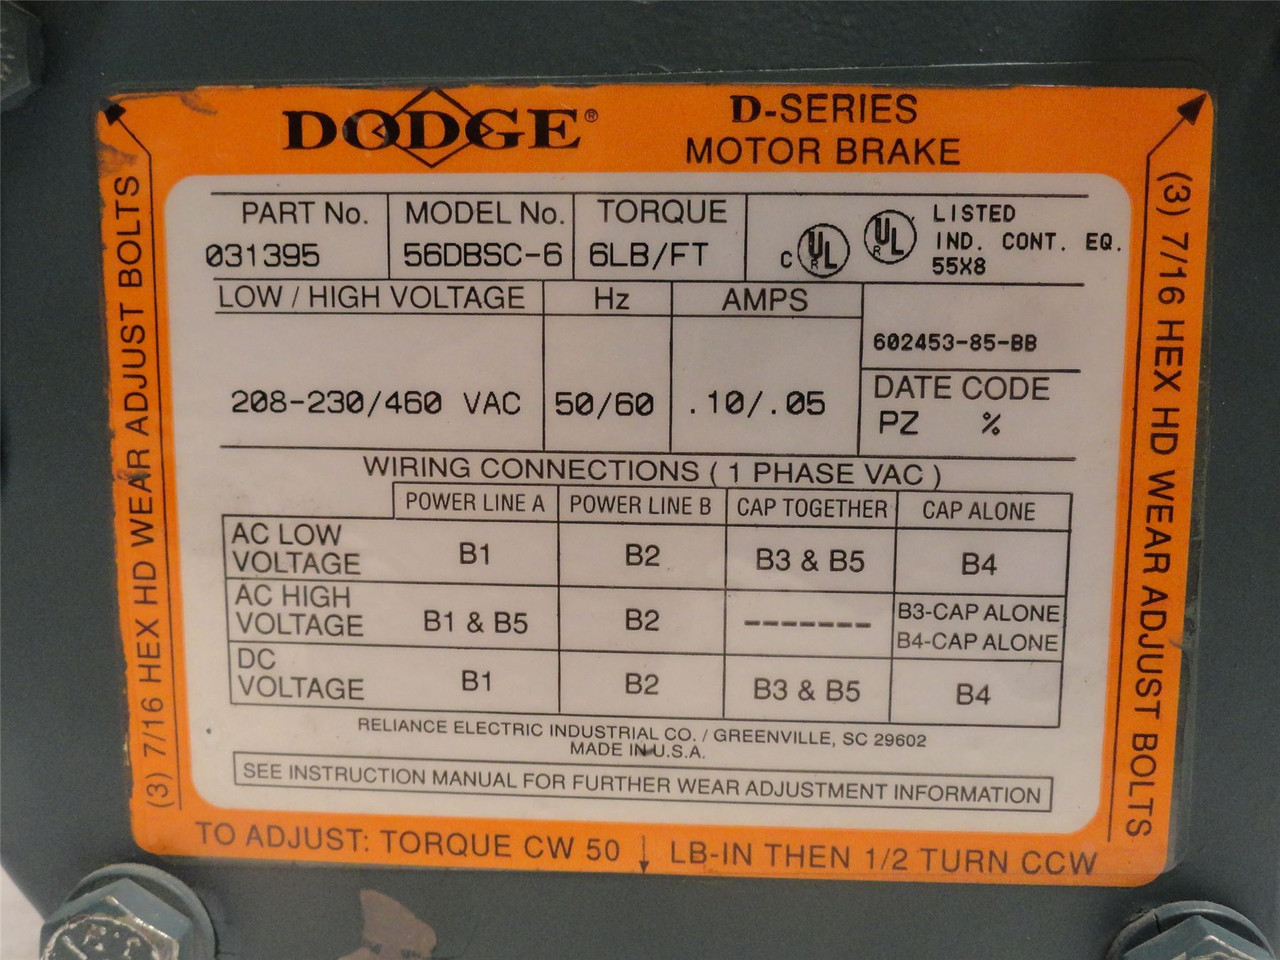 DODGE®
D-SERIES
MOTOR BRAKE
(3) 7/16 HEX HD WEAR ADJUST BOLTS
(3) 7/16 HEX HD WEAR ADJUST BOLTS
PART No. MODEL No. TORQUE
031395 56DBSC-6 6LB/FT
C UL R UL LISTED
IND. CONT. EQ.
55X8
LOW / HIGH VOLTAGE Hz AMPS
208-230/460 VAC 50/60 .10/.05
602453-85-BB
DATE CODE
PZ %
WIRING CONNECTIONS ( 1 PHASE VAC )
POWER LINE A POWER LINE B CAP TOGETHER CAP ALONE
AC LOW
VOLTAGE B1 B2 B3 & B5 B4
AC HIGH
VOLTAGE B1 & B5 B2 ------- B3-CAP ALONE
B4-CAP ALONE
DC
VOLTAGE B1 B2 B3 & B5 B4
RELIANCE ELECTRIC INDUSTRIAL CO. / GREENVILLE, SC 29602
MADE IN U.S.A.
SEE INSTRUCTION MANUAL FOR FURTHER WEAR ADJUSTMENT INFORMATION
TO ADJUST: TORQUE CW 50 ↓ LB-IN THEN 1/2 TURN CCW